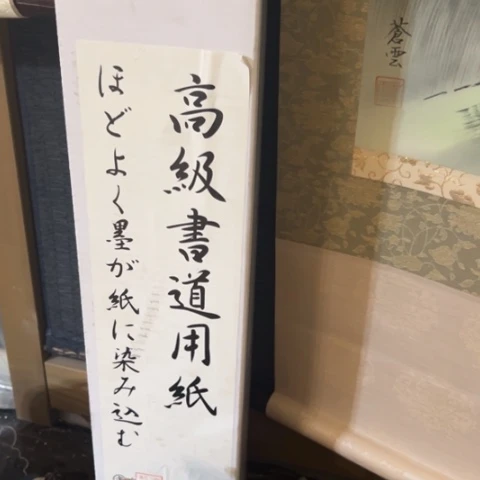 高級書道用紙
ほどよく墨が紙に染み込む
蒼雲